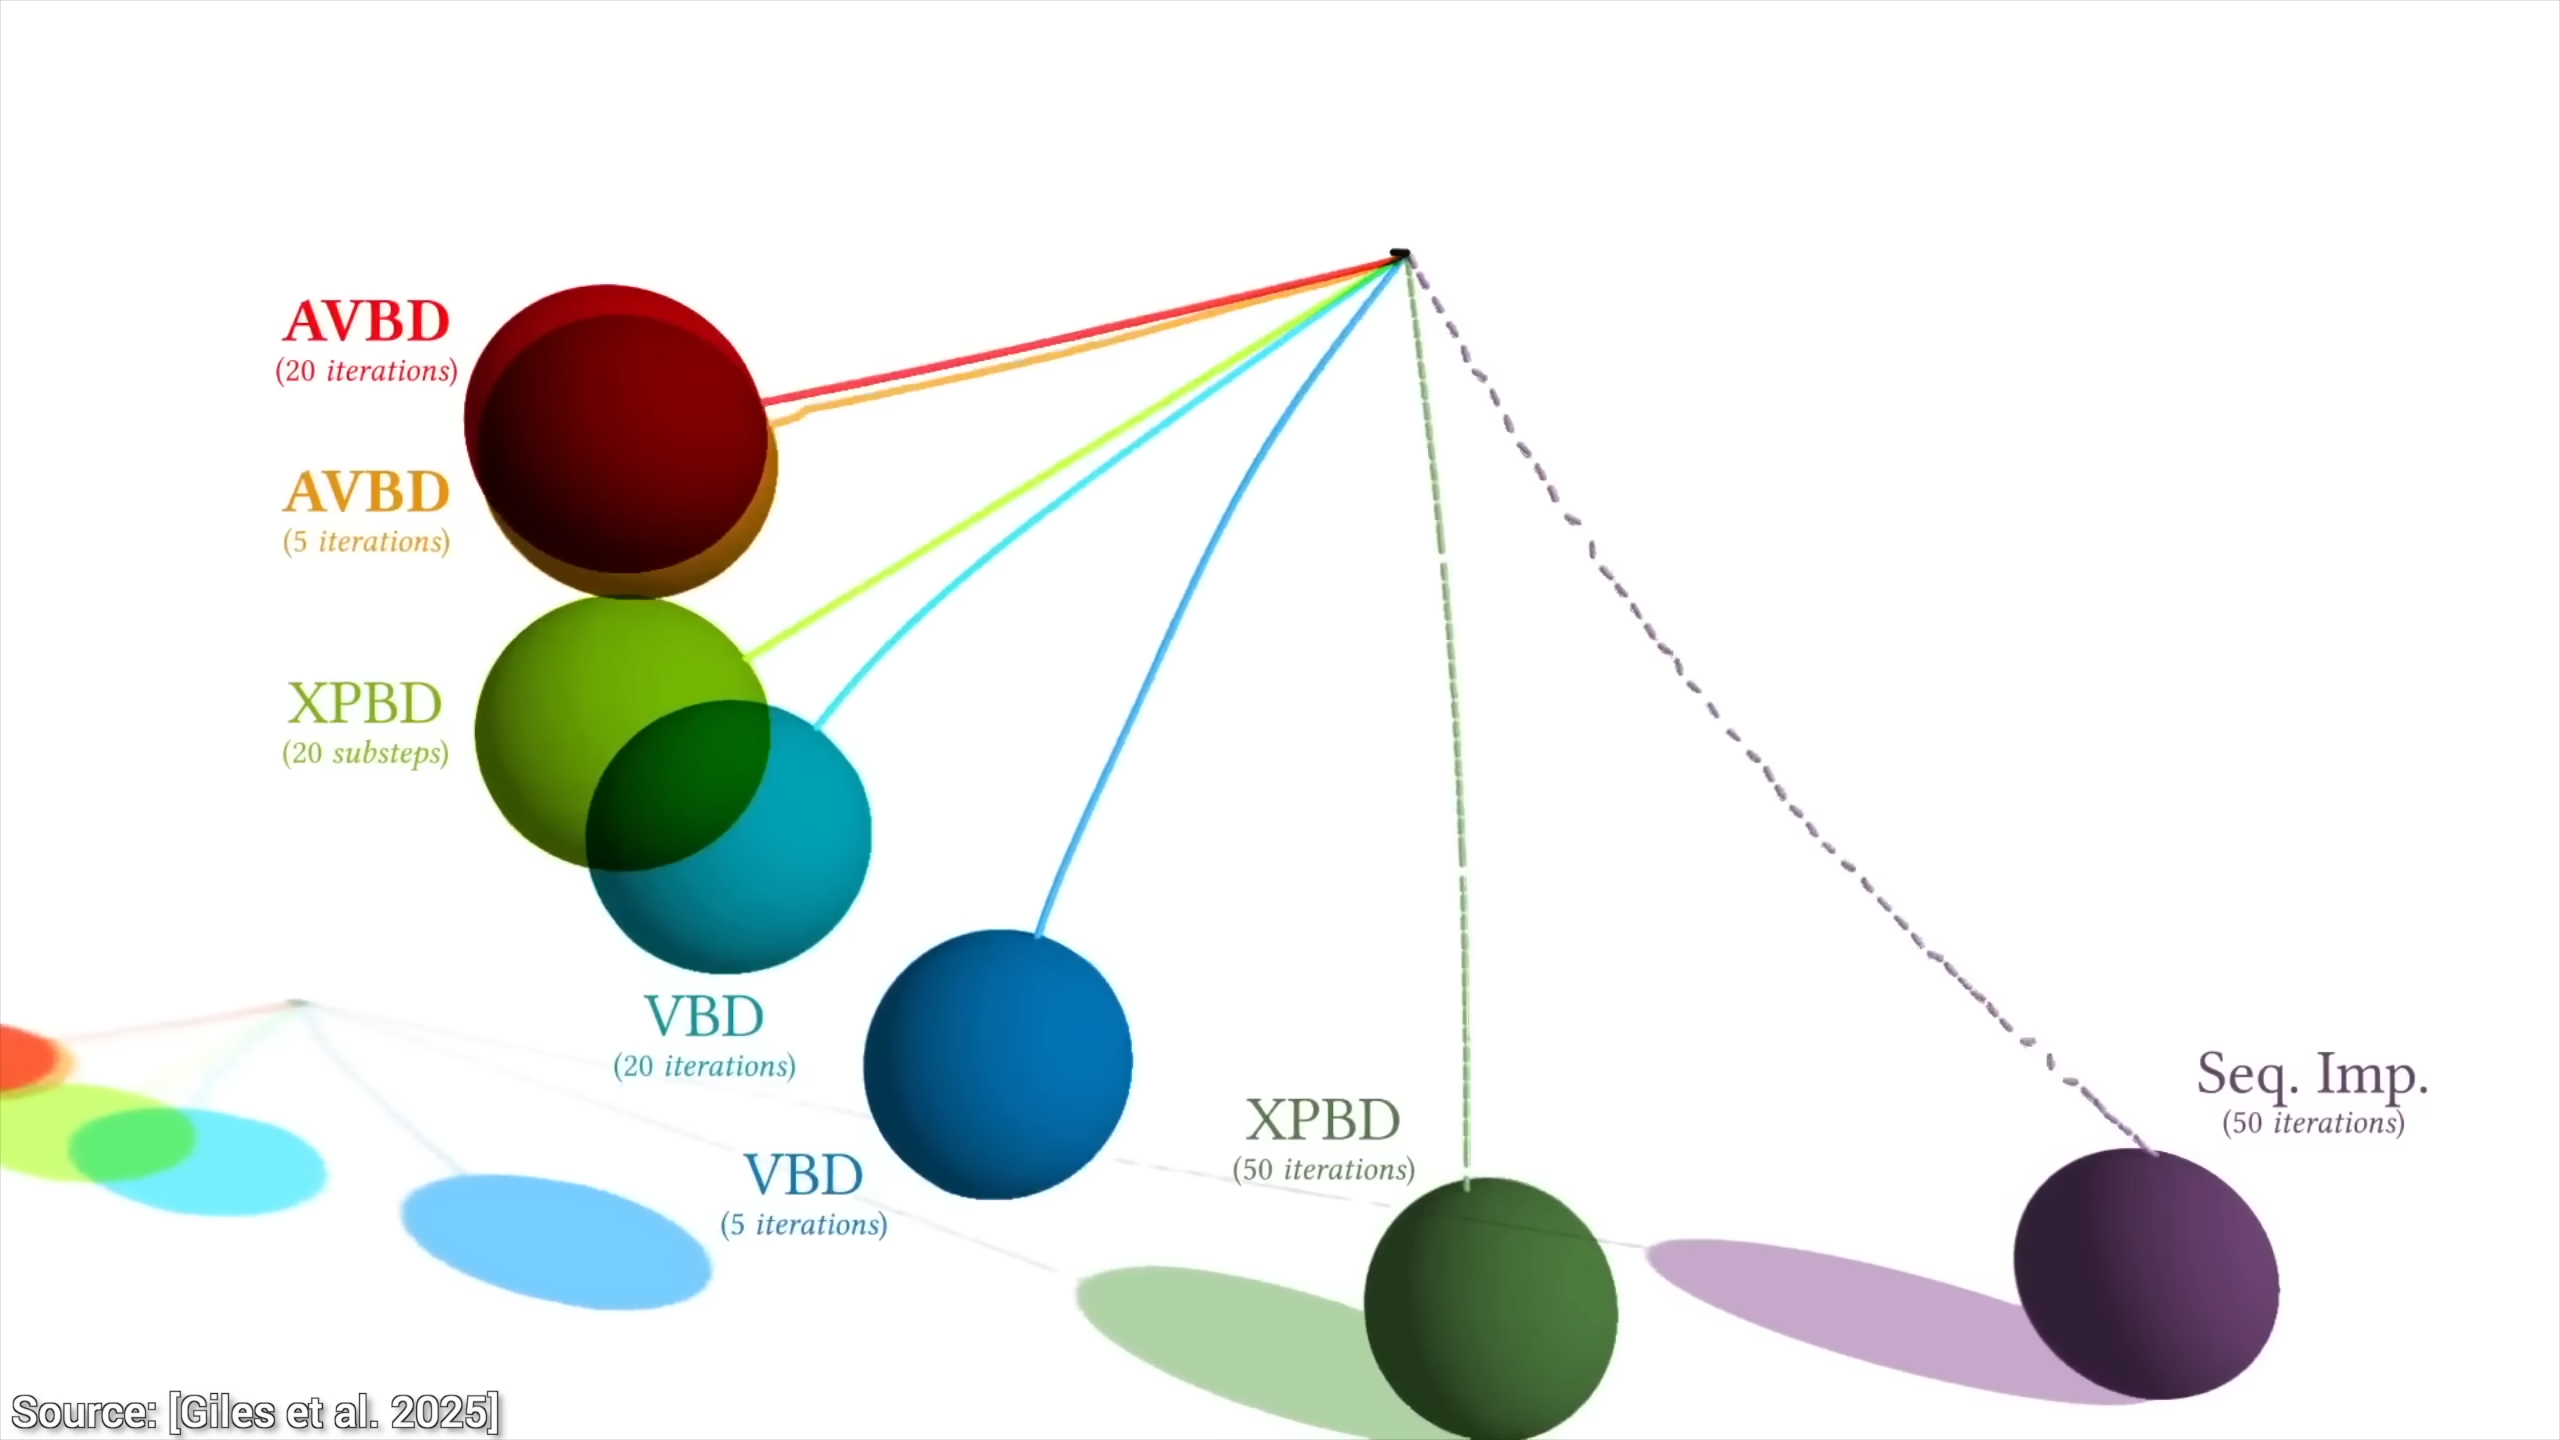 AVBD
(20 iterations)
AVBD
(5 iterations)
XPBD
(20 substeps)
VBD
(20 iterations)
VBD
(5 iterations)
XPBD
(50 iterations)
Seq. Imp.
(50 iterations)
Source: [Giles et al. 2025]